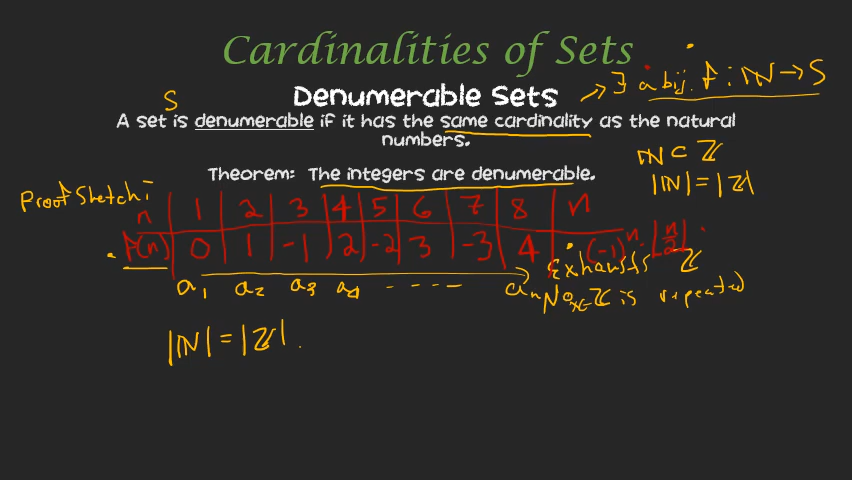 Cardinalities of Sets
Denumerable Sets → ∃ a bij. f : ℕ → S
S
A set is denumerable if it has the same cardinality as the natural
numbers.
ℕ ⊂ ℤ
Theorem: The integers are denumerable.
|ℕ| = |ℤ|
Proof Sketch:
n | 1 | 2 | 3 | 4 | 5 | 6 | 7 | 8 | n
f(n) | 0 | 1 | -1 | 2 | -2 | 3 | -3 | 4 | (-1)ⁿ · ⌊n/2⌋
Exhausts ℤ
a₁ a₂ a₃ a₄ - - - - - aₙ
No x∈ℤ is repeated
|ℕ| = |ℤ|.